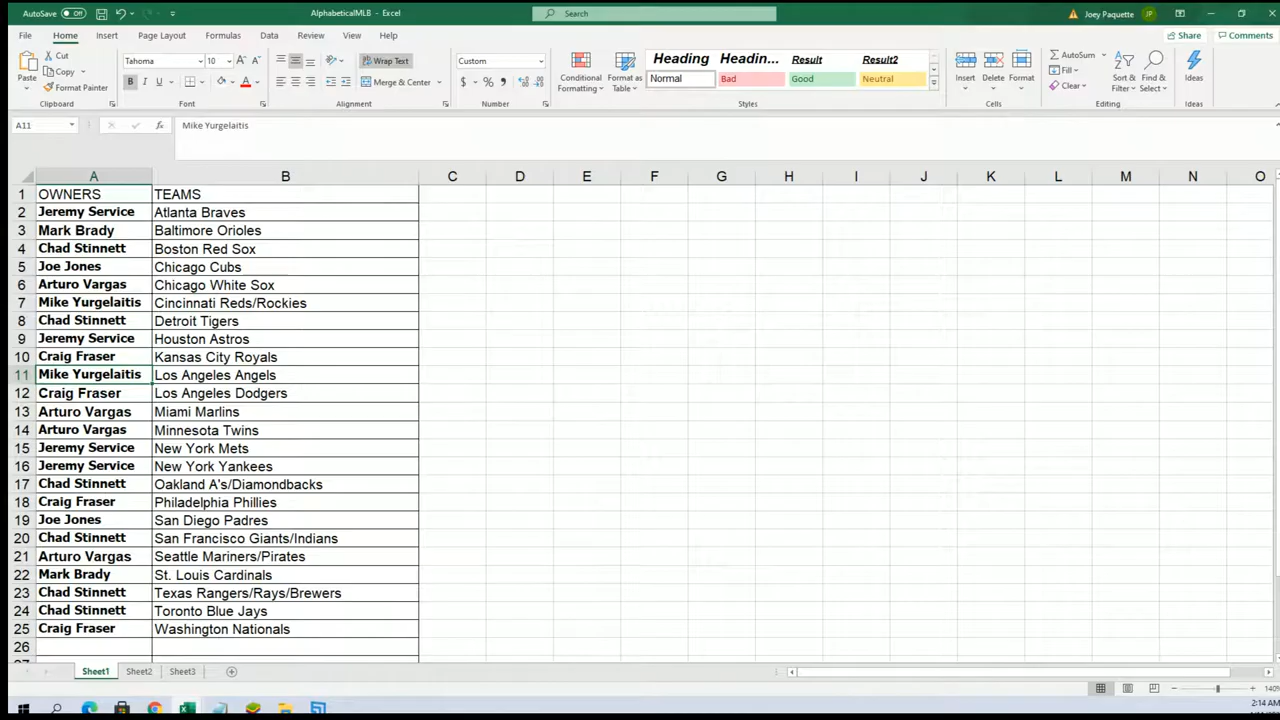 AutoSave Off AlphabeticalMLB - Excel Search Joey Paquette JP
File Home Insert Page Layout Formulas Data Review View Help Share Comments
Paste Cut Copy Format Painter Clipboard
Tahoma 10 B I U Font
Wrap Text Merge & Center Alignment
Custom $ % Number
Conditional Formatting Format as Table
Heading Headin... Result Result2
Normal Bad Good Neutral
Styles
Insert Delete Format Cells
AutoSum Fill Clear Sort & Filter Find & Select Editing
Ideas Ideas
A11 fx Mike Yurgelaitis
A B C D E F G H I J K L M N O
1 OWNERS TEAMS
2 Jeremy Service Atlanta Braves
3 Mark Brady Baltimore Orioles
4 Chad Stinnett Boston Red Sox
5 Joe Jones Chicago Cubs
6 Arturo Vargas Chicago White Sox
7 Mike Yurgelaitis Cincinnati Reds/Rockies
8 Chad Stinnett Detroit Tigers
9 Jeremy Service Houston Astros
10 Craig Fraser Kansas City Royals
11 Mike Yurgelaitis Los Angeles Angels
12 Craig Fraser Los Angeles Dodgers
13 Arturo Vargas Miami Marlins
14 Arturo Vargas Minnesota Twins
15 Jeremy Service New York Mets
16 Jeremy Service New York Yankees
17 Chad Stinnett Oakland A's/Diamondbacks
18 Craig Fraser Philadelphia Phillies
19 Joe Jones San Diego Padres
20 Chad Stinnett San Francisco Giants/Indians
21 Arturo Vargas Seattle Mariners/Pirates
22 Mark Brady St. Louis Cardinals
23 Chad Stinnett Texas Rangers/Rays/Brewers
24 Chad Stinnett Toronto Blue Jays
25 Craig Fraser Washington Nationals
26
Sheet1 Sheet2 Sheet3
140%
2:14 AM